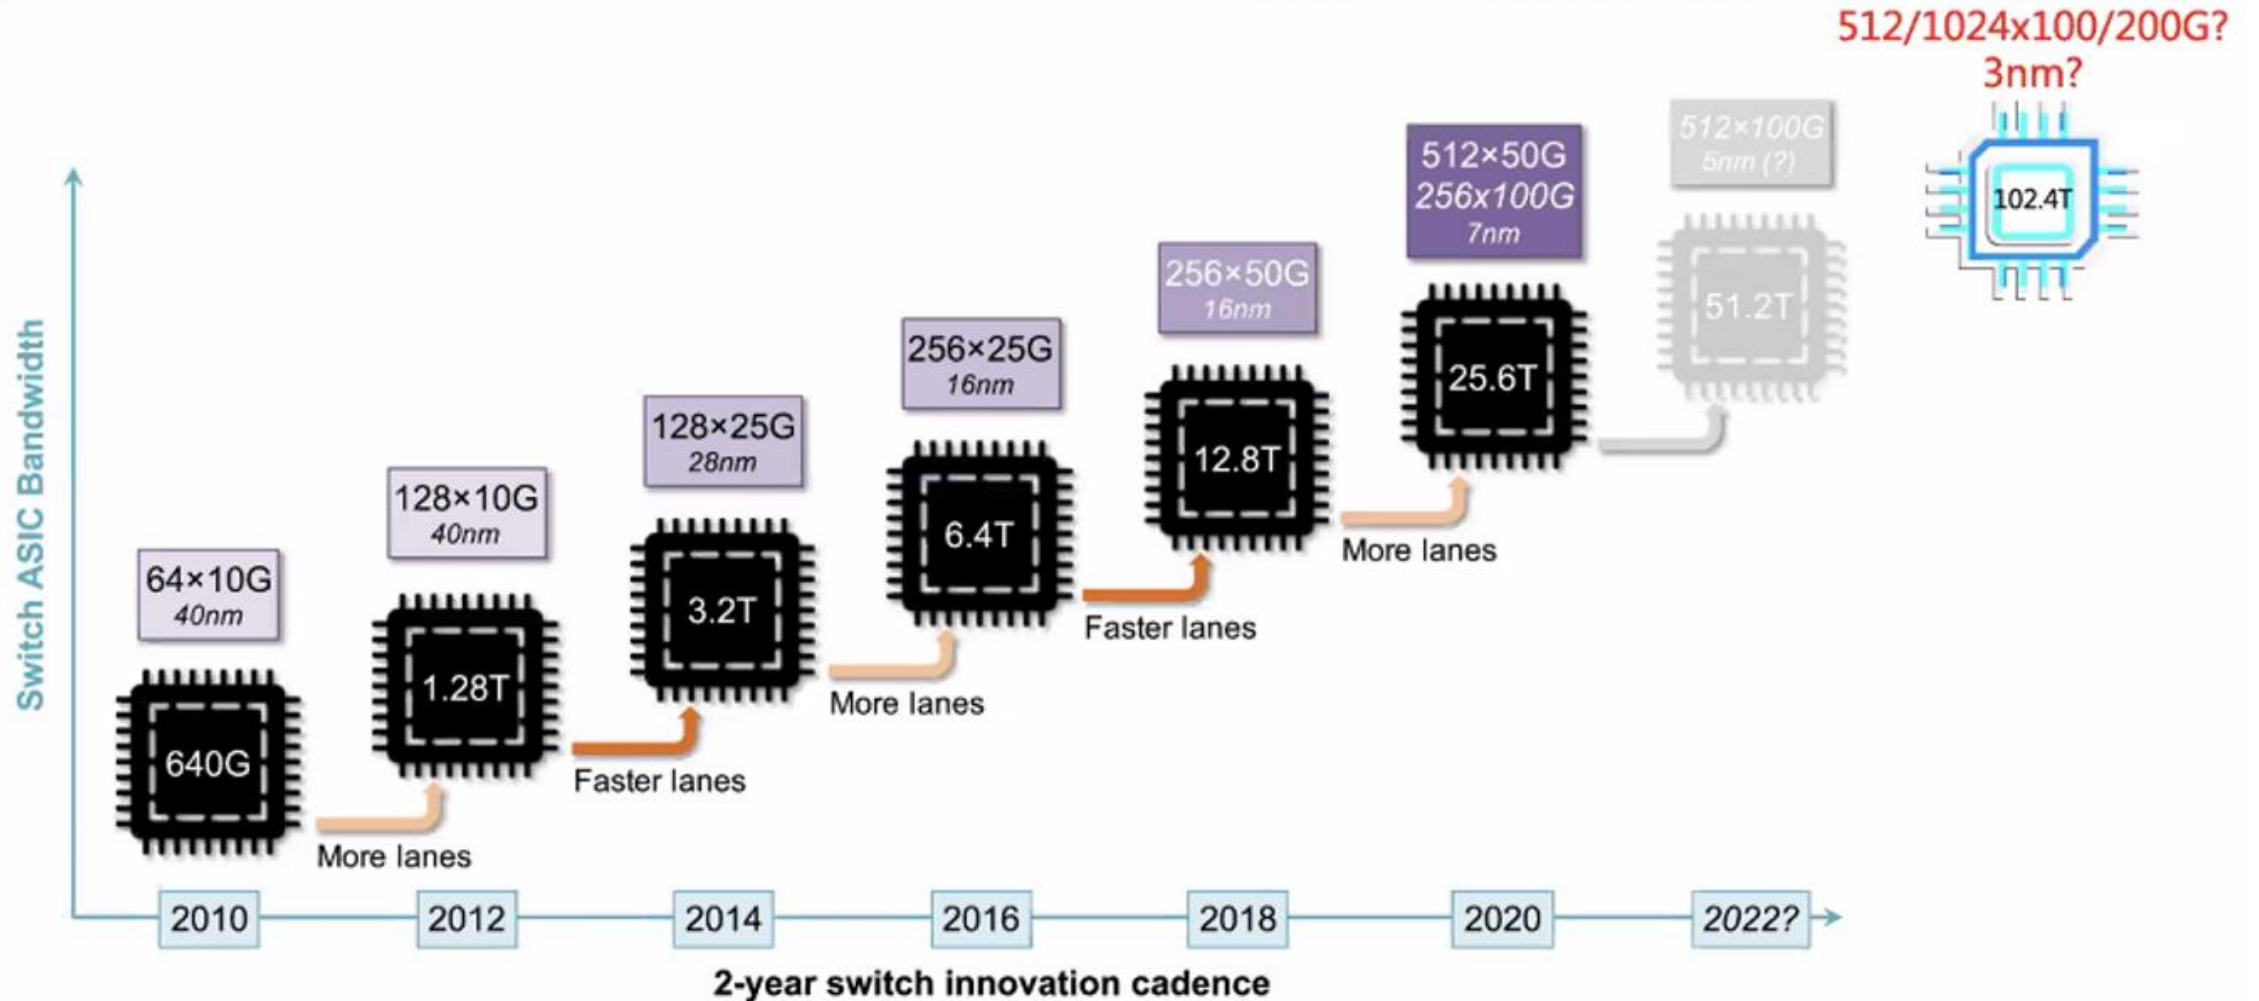 512/1024x100/200G?
3nm?
102.4T
512×100G
5nm (?)
51.2T
512×50G
256x100G
7nm
25.6T
More lanes
256×50G
16nm
12.8T
Faster lanes
256×25G
16nm
6.4T
More lanes
128×25G
28nm
3.2T
Faster lanes
128×10G
40nm
1.28T
More lanes
64×10G
40nm
640G
Switch ASIC Bandwidth
2010
2012
2014
2016
2018
2020
2022?
2-year switch innovation cadence